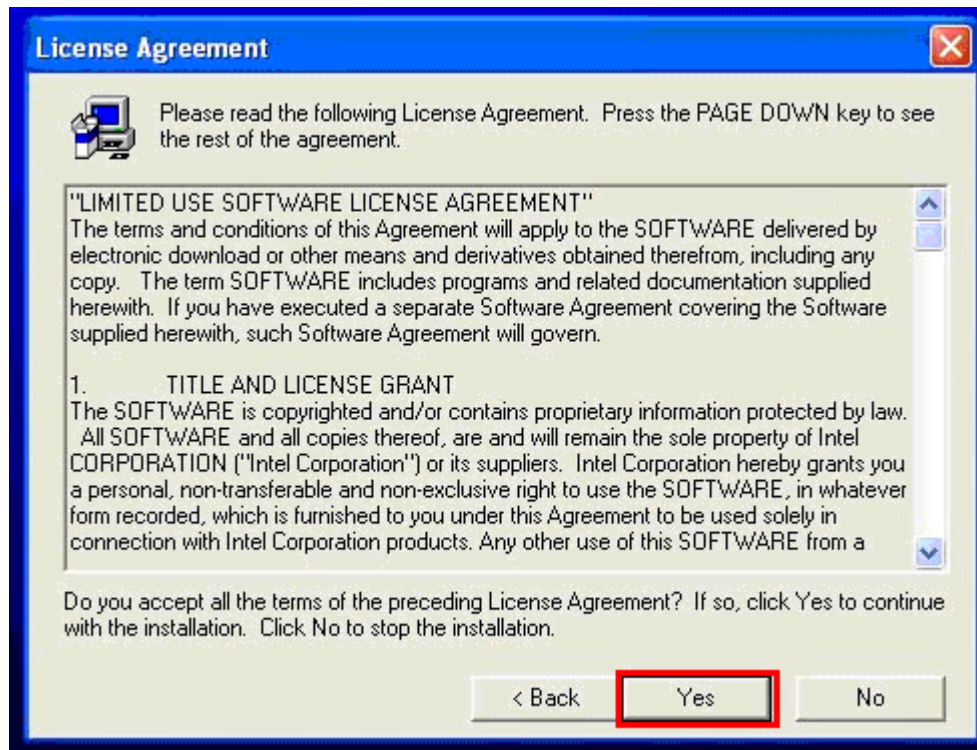 License Agreement
Please read the following License Agreement. Press the PAGE DOWN key to see
the rest of the agreement.
"LIMITED USE SOFTWARE LICENSE AGREEMENT"
The terms and conditions of this Agreement will apply to the SOFTWARE delivered by
electronic download or other means and derivatives obtained therefrom, including any
copy. The term SOFTWARE includes programs and related documentation supplied
herewith. If you have executed a separate Software Agreement covering the Software
supplied herewith, such Software Agreement will govern.
1. TITLE AND LICENSE GRANT
The SOFTWARE is copyrighted and/or contains proprietary information protected by law.
All SOFTWARE and all copies thereof, are and will remain the sole property of Intel
CORPORATION ("Intel Corporation") or its suppliers. Intel Corporation hereby grants you
a personal, non-transferable and non-exclusive right to use the SOFTWARE, in whatever
form recorded, which is furnished to you under this Agreement to be used solely in
connection with Intel Corporation products. Any other use of this SOFTWARE from a
Do you accept all the terms of the preceding License Agreement? If so, click Yes to continue
with the installation. Click No to stop the installation.
< Back Yes No